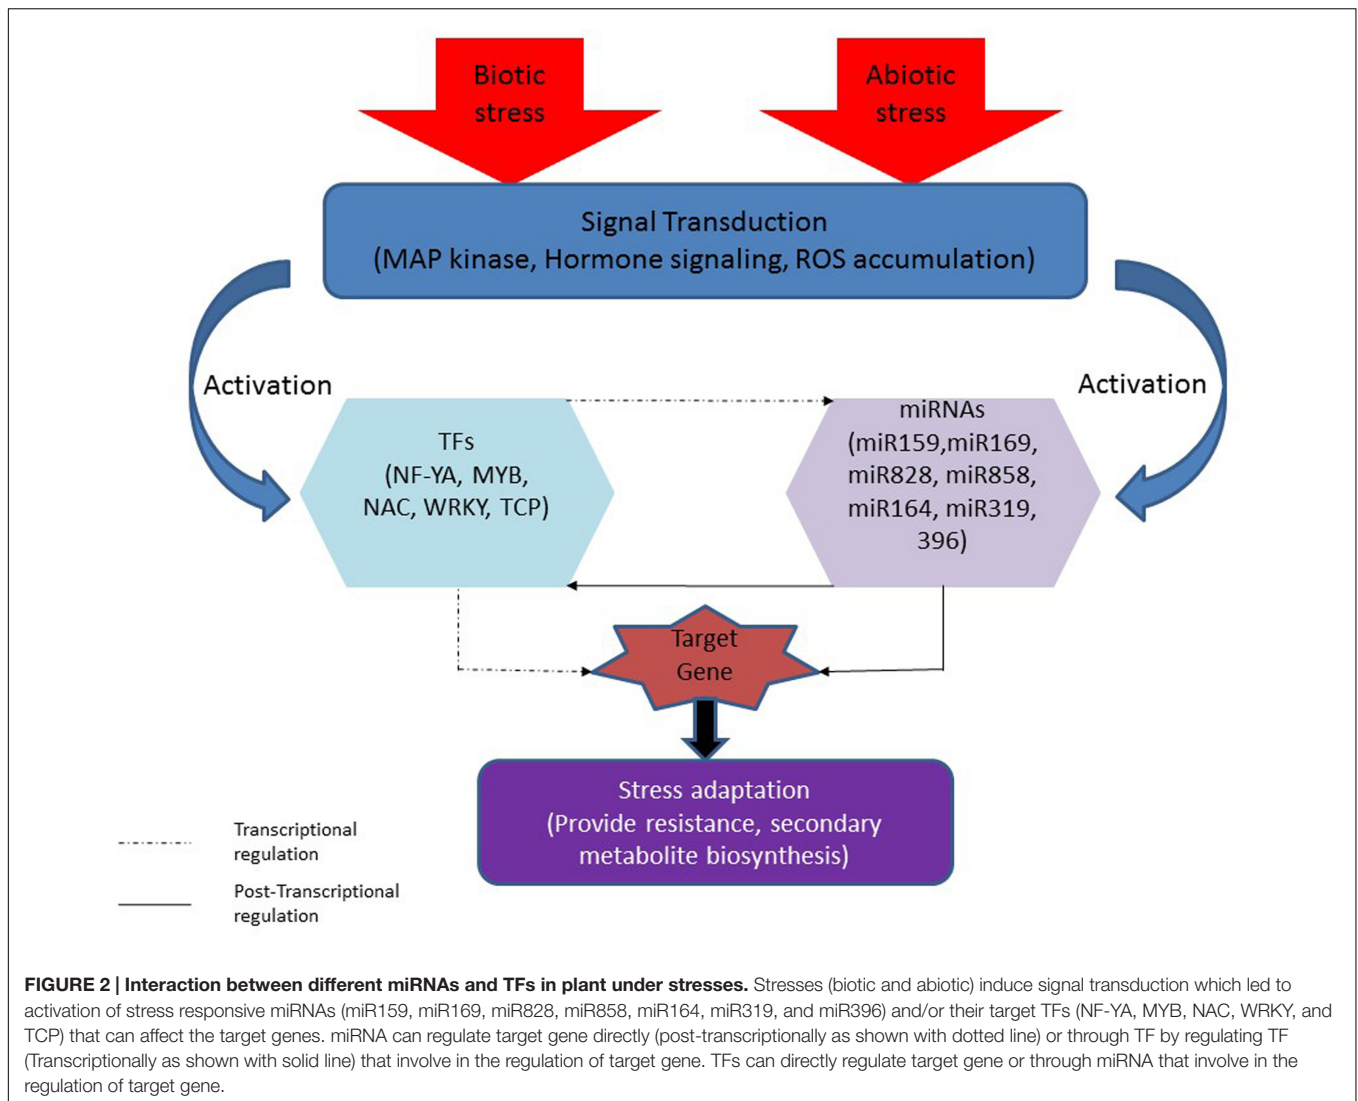 Biotic
stress
Abiotic
stress
Signal Transduction
(MAP kinase, Hormone signaling, ROS accumulation)
Activation
Activation
TFs
(NF-YA, MYB,
NAC, WRKY, TCP)
miRNAs
(miR159,miR169,
miR828, miR858,
miR164, miR319,
396)
Target
Gene
Stress adaptation
(Provide resistance, secondary
metabolite biosynthesis)
Transcriptional
regulation
Post-Transcriptional
regulation
FIGURE 2 | Interaction between different miRNAs and TFs in plant under stresses. Stresses (biotic and abiotic) induce signal transduction which led to
activation of stress responsive miRNAs (miR159, miR169, miR828, miR858, miR164, miR319, and miR396) and/or their target TFs (NF-YA, MYB, NAC, WRKY, and
TCP) that can affect the target genes. miRNA can regulate target gene directly (post-transcriptionally as shown with dotted line) or through TF by regulating TF
(Transcriptionally as shown with solid line) that involve in the regulation of target gene. TFs can directly regulate target gene or through miRNA that involve in the
regulation of target gene.